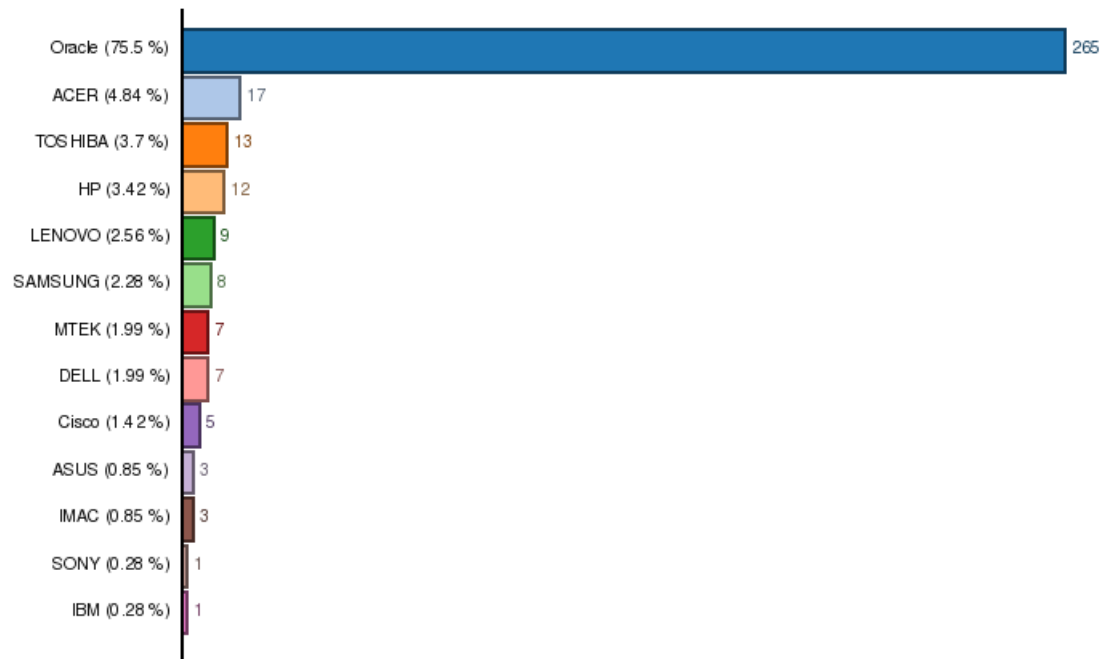 Oracle (75.5 %) 265
ACER (4.84 %) 17
TOSHIBA (3.7 %) 13
HP (3.42 %) 12
LENOVO (2.56 %) 9
SAMSUNG (2.28 %) 8
MTEK (1.99 %) 7
DELL (1.99 %) 7
Cisco (1.42 %) 5
ASUS (0.85 %) 3
IMAC (0.85 %) 3
SONY (0.28 %) 1
IBM (0.28 %) 1